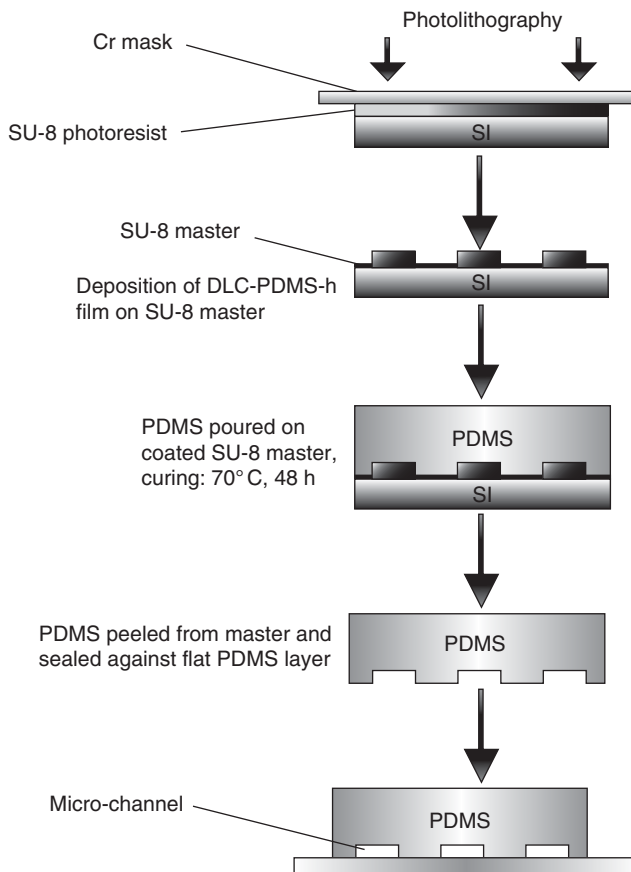 Photolithography
Cr mask
SU-8 photoresist
SI
SU-8 master
Deposition of DLC-PDMS-h
film on SU-8 master
SI
PDMS poured on
coated SU-8 master,
curing: 70° C, 48 h
PDMS
SI
PDMS peeled from master and
sealed against flat PDMS layer
PDMS
Micro-channel
PDMS